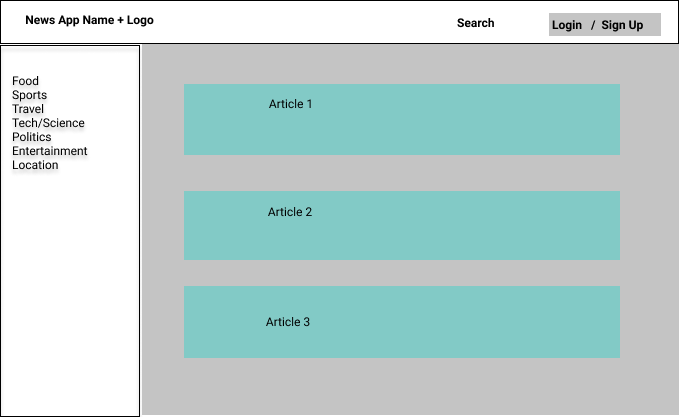 News App Name + Logo
Search
Login / Sign Up
Food
Sports
Travel
Tech/Science
Politics
Entertainment
Location
Article 1
Article 2
Article 3